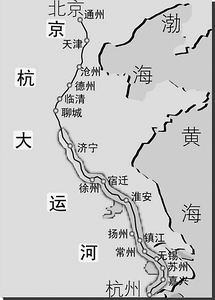 北京
通州
天津
沧州
德州
临清
聊城
济宁
徐州
宿迁
淮安
扬州
镇江
常州
无锡
苏州
嘉兴
杭州
京
杭
大
运
河
渤
海
黄
海